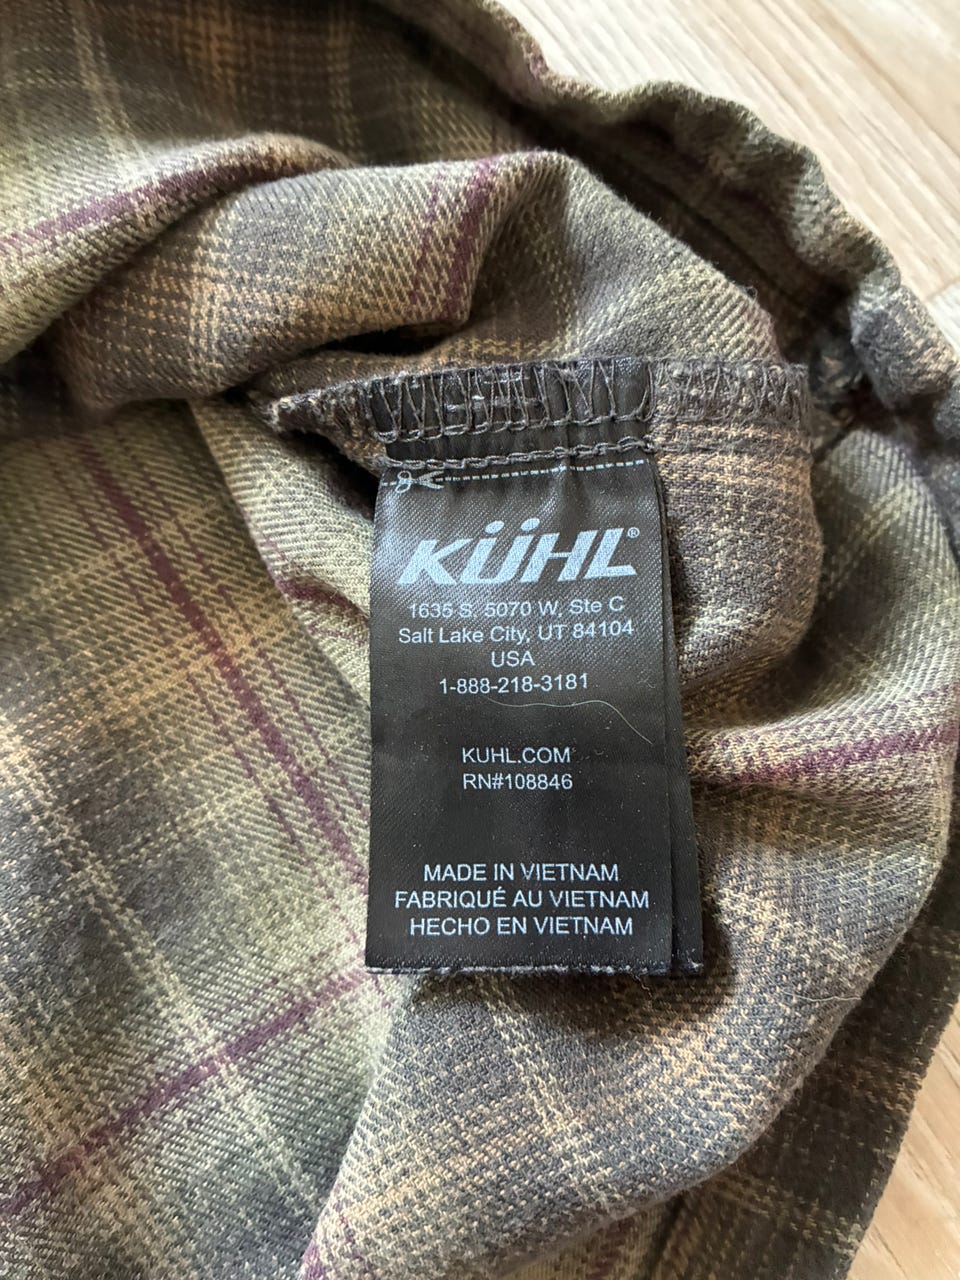 KÜHL®
1635 S. 5070 W, Ste C
Salt Lake City, UT 84104
USA
1-888-218-3181
KUHL.COM
RN#108846
MADE IN VIETNAM
FABRIQUÉ AU VIETNAM
HECHO EN VIETNAM